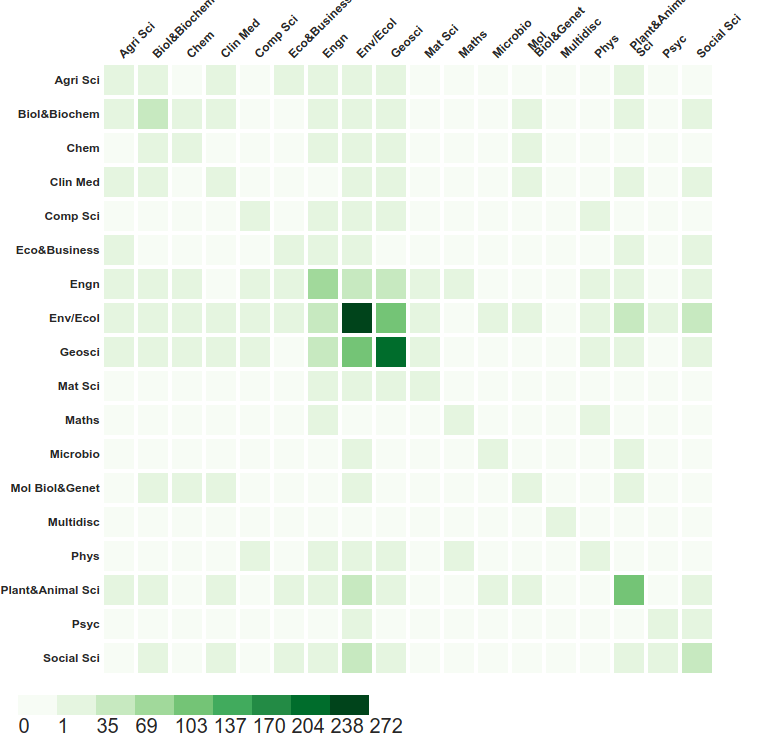 Agri Sci
Biol&Biochem
Chem
Clin Med
Comp Sci
Eco&Business
Engn
Env/Ecol
Geosci
Mat Sci
Maths
Microbio
Mol
Biol&Genet
Multidisc
Phys
Plant&Anima
Sci
Psyc
Social Sci
Agri Sci
Biol&Biochem
Chem
Clin Med
Comp Sci
Eco&Business
Engn
Env/Ecol
Geosci
Mat Sci
Maths
Microbio
Mol Biol&Genet
Multidisc
Phys
Plant&Animal Sci
Psyc
Social Sci
0 1 35 69 103 137 170 204 238 272